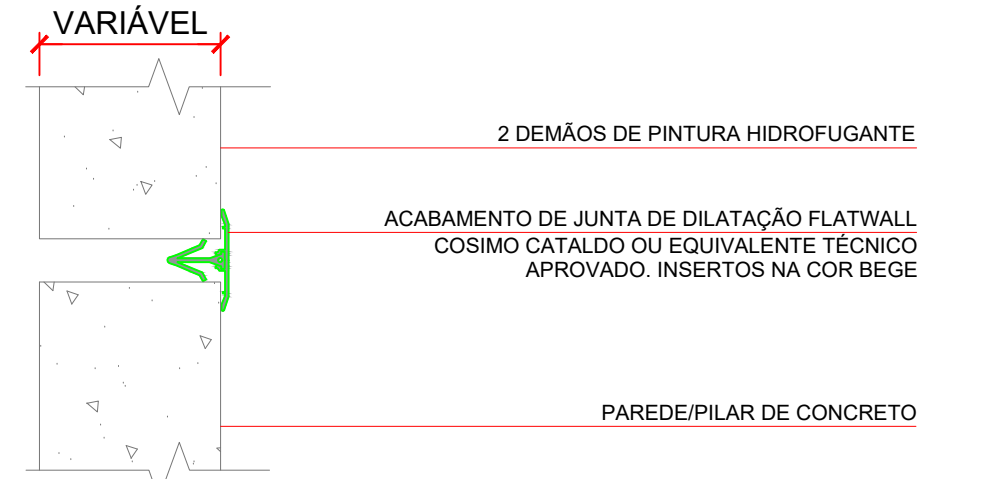 VARIÁVEL
2 DEMÃOS DE PINTURA HIDROFUGANTE
ACABAMENTO DE JUNTA DE DILATAÇÃO FLATWALL
COSIMO CATALDO OU EQUIVALENTE TÉCNICO
APROVADO. INSERTOS NA COR BEGE
PAREDE/PILAR DE CONCRETO